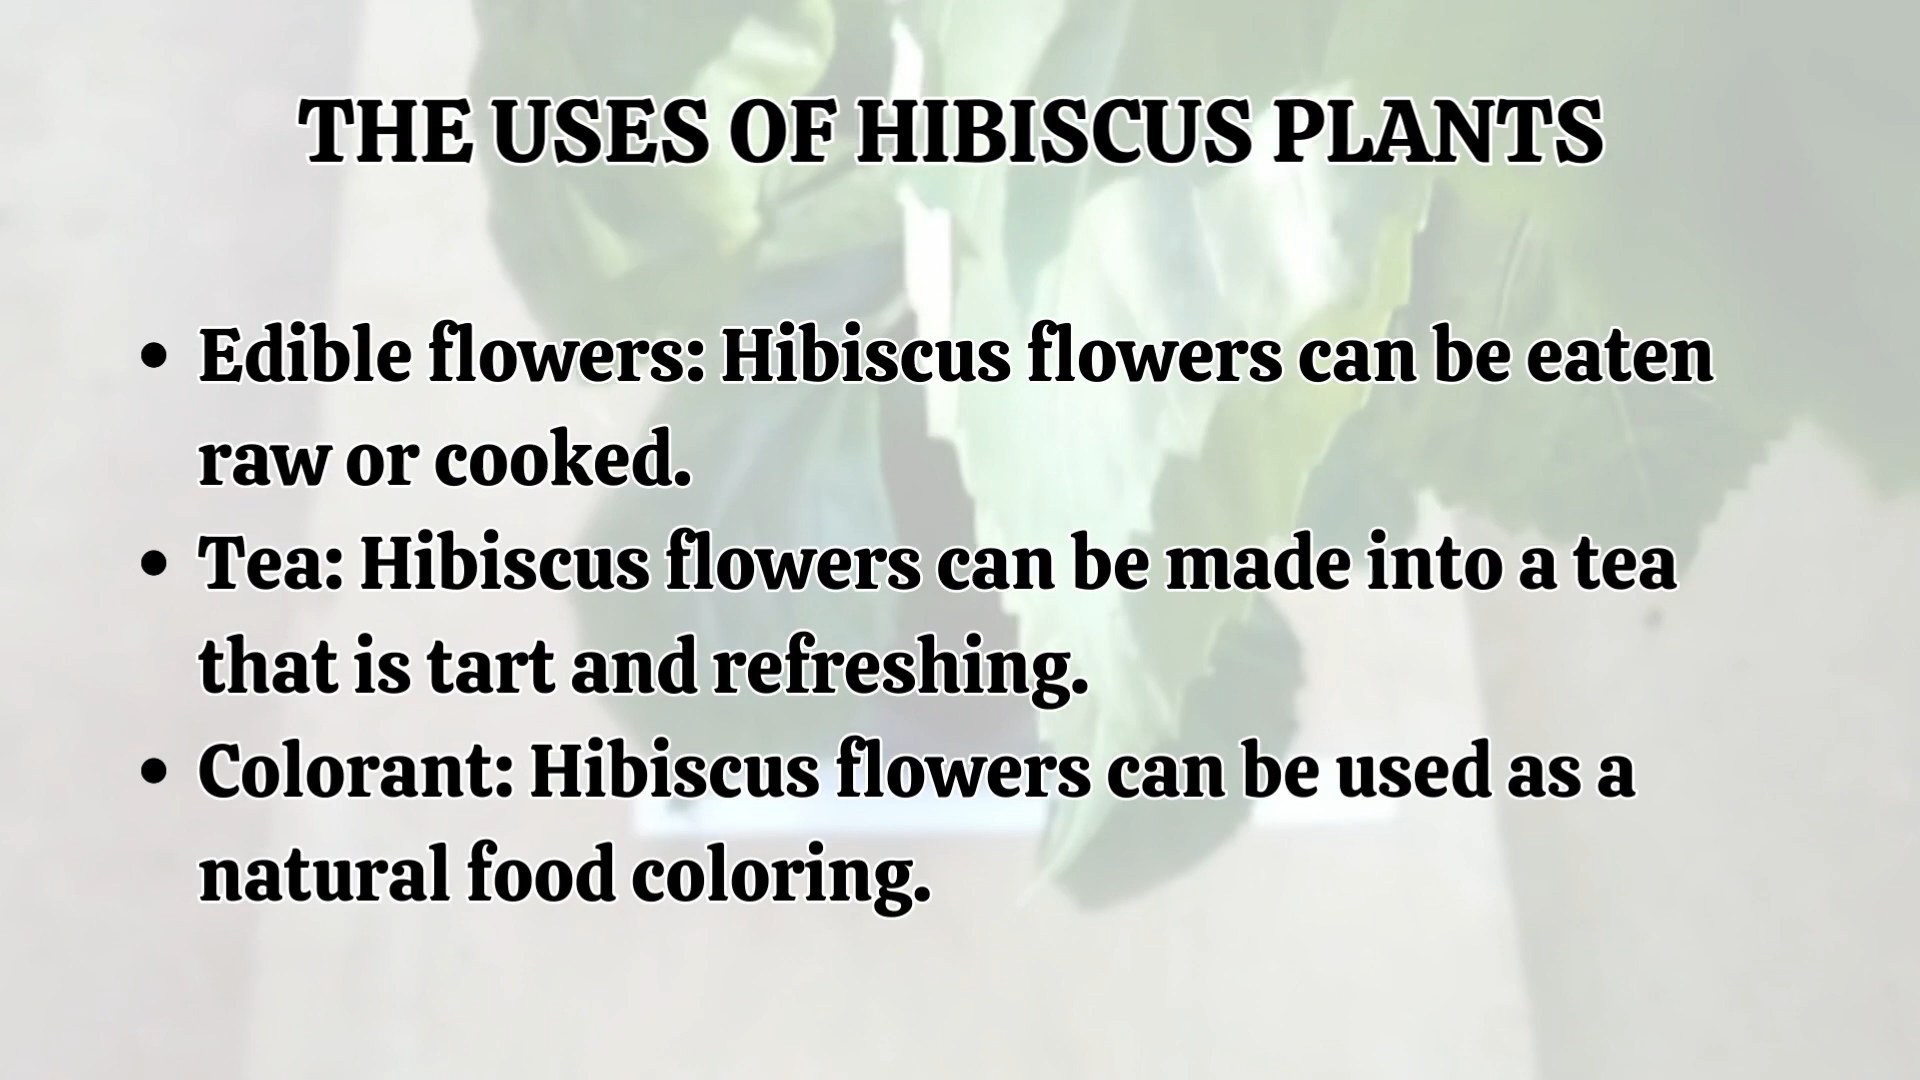 THE USES OF HIBISCUS PLANTS
• Edible flowers: Hibiscus flowers can be eaten
raw or cooked.
• Tea: Hibiscus flowers can be made into a tea
that is tart and refreshing.
• Colorant: Hibiscus flowers can be used as a
natural food coloring.